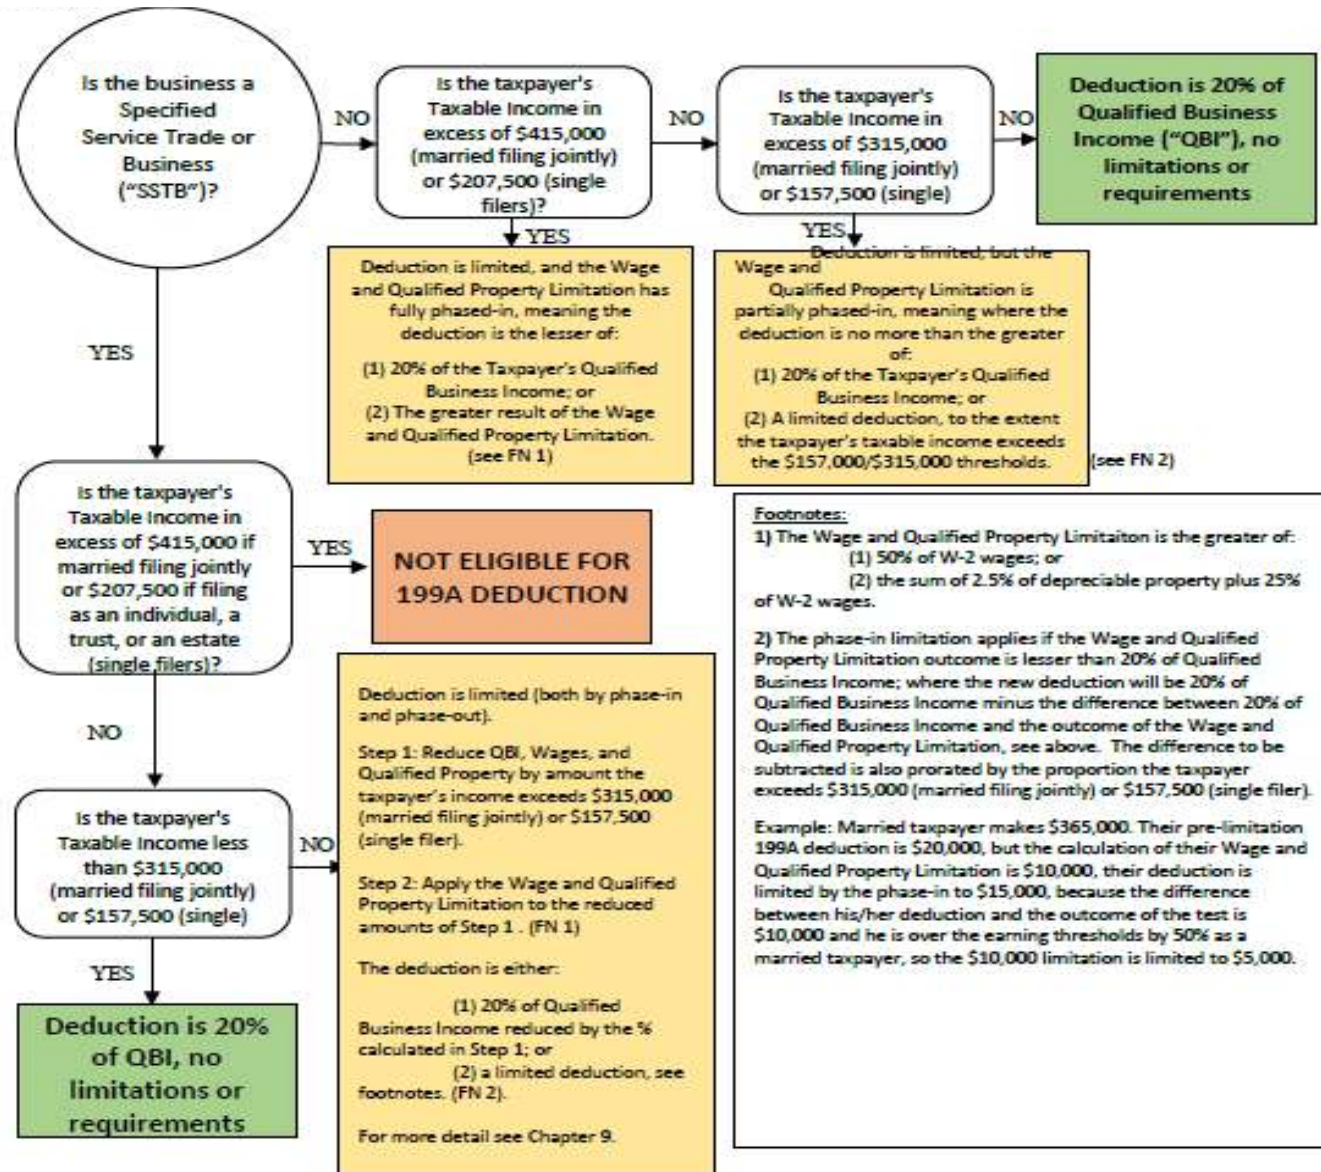 Is the business a
Specified
Service Trade or
Business
("SSTB")?
NO
Is the taxpayer's
Taxable Income in
excess of $415,000
(married filing jointly)
or $207,500 (single
filers)?
NO
Is the taxpayer's
Taxable Income in
excess of $315,000
(married filing jointly)
or $157,500 (single)
NO
Deduction is 20% of
Qualified Business
Income (“QBI”), no
limitations or
requirements
YES
Deduction is limited, and the Wage
and Qualified Property Limitation has
fully phased-in, meaning the
deduction is the lesser of:
(1) 20% of the Taxpayer's Qualified
Business Income; or
(2) The greater result of the Wage
and Qualified Property Limitation.
(see FN 1)
YES
Deduction is limited, but the
Wage and
Qualified Property Limitation is
partially phased-in, meaning where the
deduction is no more than the greater
of:
(1) 20% of the Taxpayer's Qualified
Business Income; or
(2) A limited deduction, to the extent
the taxpayer's taxable income exceeds
the $157,000/$315,000 thresholds.
(see FN 2)
YES
Is the taxpayer's
Taxable Income in
excess of $415,000 if
married filing jointly
or $207,500 if filing
as an individual, a
trust, or an estate
(single filers)?
YES
NOT ELIGIBLE FOR
199A DEDUCTION
NO
Is the taxpayer's
Taxable Income less
than $315,000
(married filing jointly)
or $157,500 (single)
NO
Deduction is limited (both by phase-in
and phase-out).
Step 1: Reduce QBI, Wages, and
Qualified Property by amount the
taxpayer's income exceeds $315,000
(married filing jointly) or $157,500
(single filer).
Step 2: Apply the Wage and Qualified
Property Limitation to the reduced
amounts of Step 1 . (FN 1)
The deduction is either:
(1) 20% of Qualified
Business Income reduced by the %
calculated in Step 1; or
(2) a limited deduction, see
footnotes. (FN 2).
For more detail see Chapter 9.
YES
Deduction is 20%
of QBI, no
limitations or
requirements
Footnotes:
1) The Wage and Qualified Property Limitaiton is the greater of:
(1) 50% of W-2 wages; or
(2) the sum of 2.5% of depreciable property plus 25%
of W-2 wages.
2) The phase-in limitation applies if the Wage and Qualified
Property Limitation outcome is lesser than 20% of Qualified
Business Income; where the new deduction will be 20% of
Qualified Business Income minus the difference between 20% of
Qualified Business Income and the outcome of the Wage and
Qualified Property Limitation, see above. The difference to be
subtracted is also prorated by the proportion the taxpayer
exceeds $315,000 (married filing jointly) or $157,500 (single filer).
Example: Married taxpayer makes $365,000. Their pre-limitation
199A deduction is $20,000, but the calculation of their Wage and
Qualified Property Limitation is $10,000, their deduction is
limited by the phase-in to $15,000, because the difference
between his/her deduction and the outcome of the test is
$10,000 and he is over the earning thresholds by 50% as a
married taxpayer, so the $10,000 limitation is limited to $5,000.